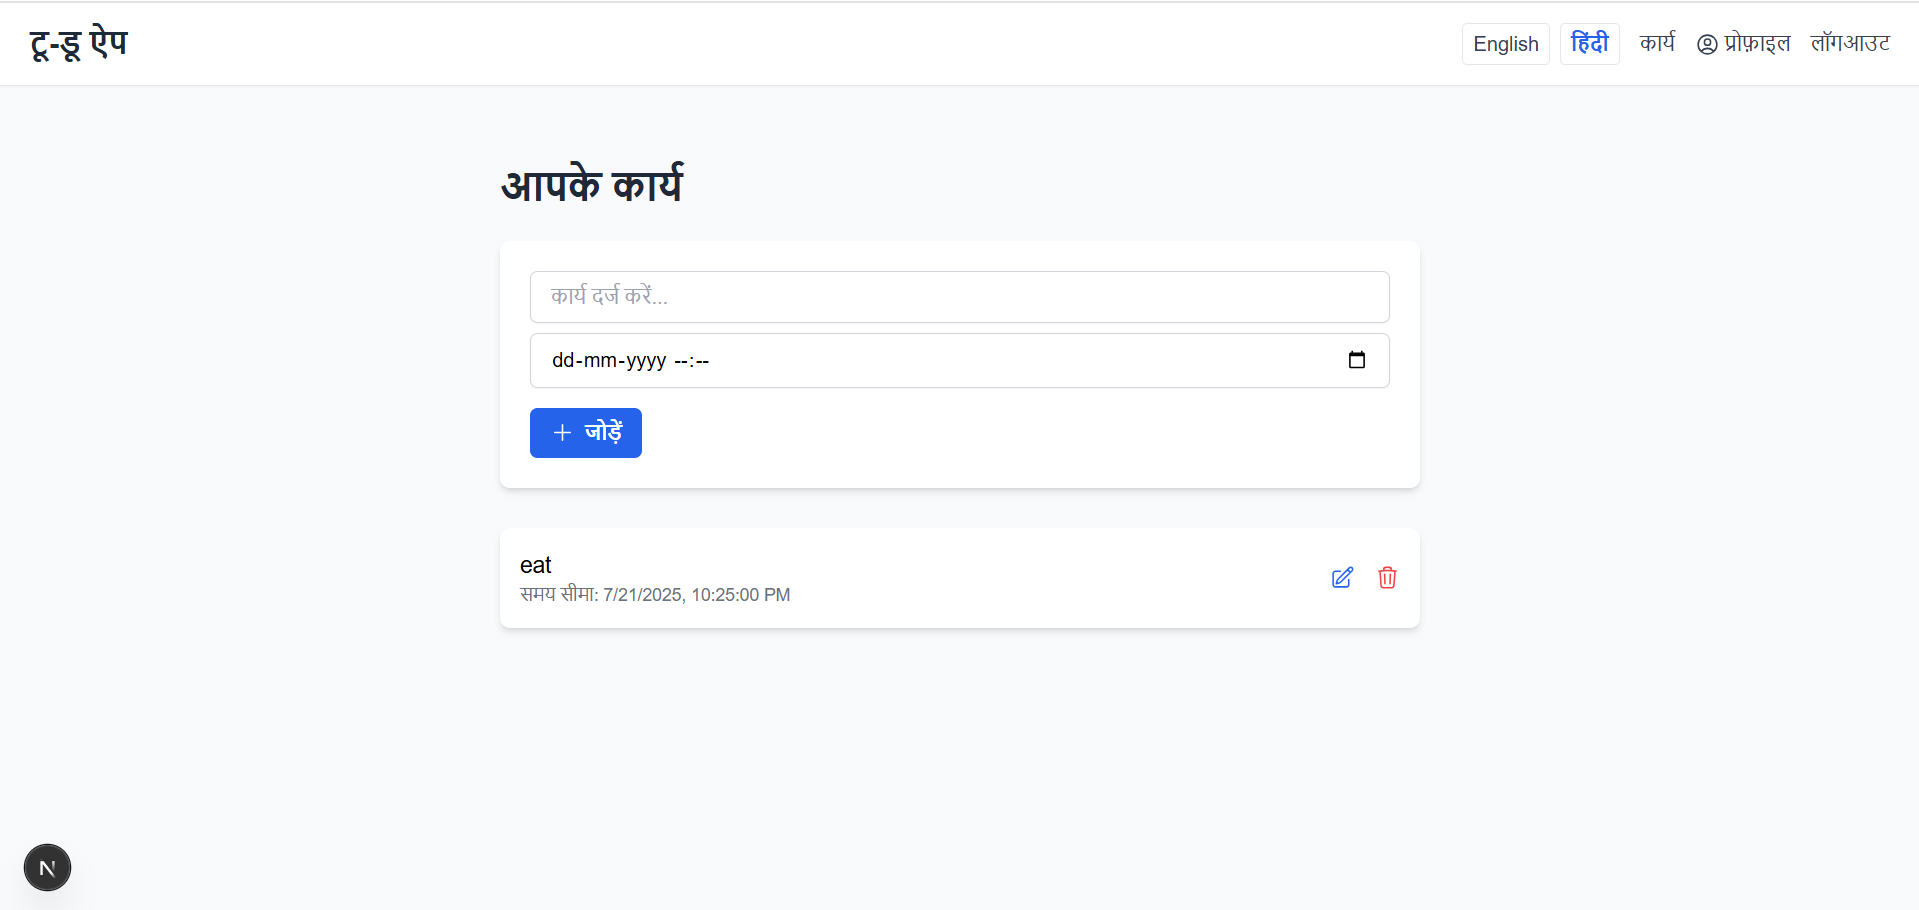 टू-डू ऐप
English हिंदी कार्य प्रोफ़ाइल लॉगआउट
आपके कार्य
कार्य दर्ज करें...
dd-mm-yyyy --:--
जोड़ें
eat
समय सीमा: 7/21/2025, 10:25:00 PM
N